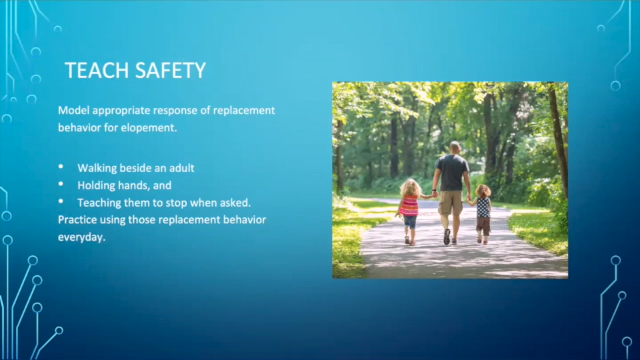 TEACH SAFETY
Model appropriate response of replacement
behavior for elopement.
• Walking beside an adult
• Holding hands, and
• Teaching them to stop when asked.
Practice using those replacement behavior
everyday.